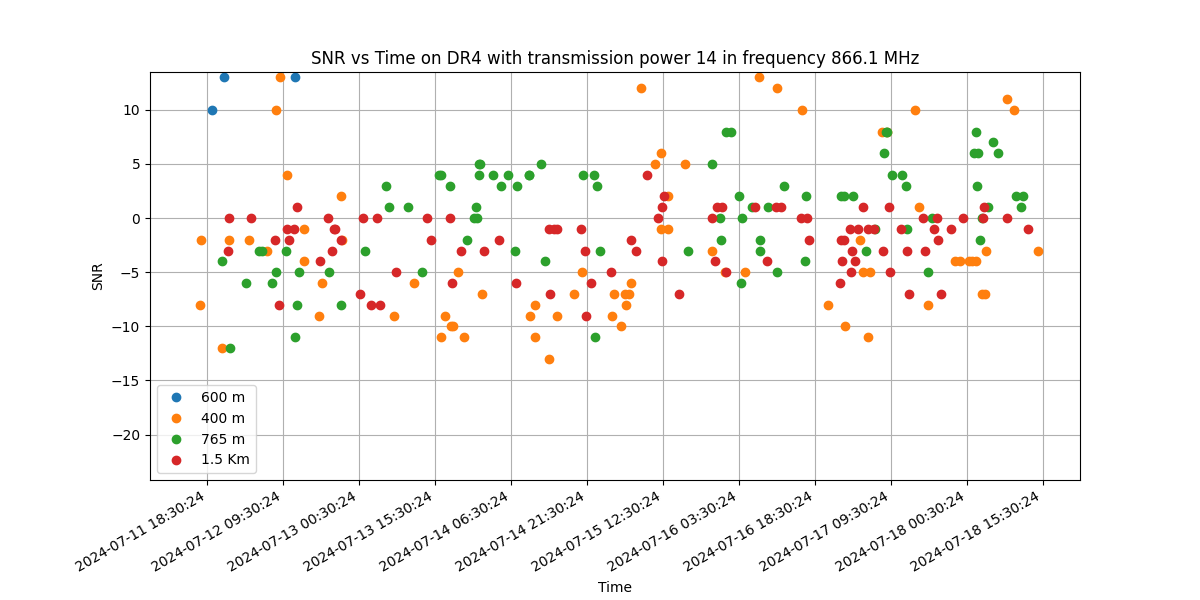 SNR vs Time on DR4 with transmission power 14 in frequency 866.1 MHz
10
5
0
−5
−10
−15
−20
SNR
600 m
400 m
765 m
1.5 Km
2024-07-11 18:30:24
2024-07-12 09:30:24
2024-07-13 00:30:24
2024-07-13 15:30:24
2024-07-14 06:30:24
2024-07-14 21:30:24
2024-07-15 12:30:24
2024-07-16 03:30:24
2024-07-16 18:30:24
2024-07-17 09:30:24
2024-07-18 00:30:24
2024-07-18 15:30:24
Time